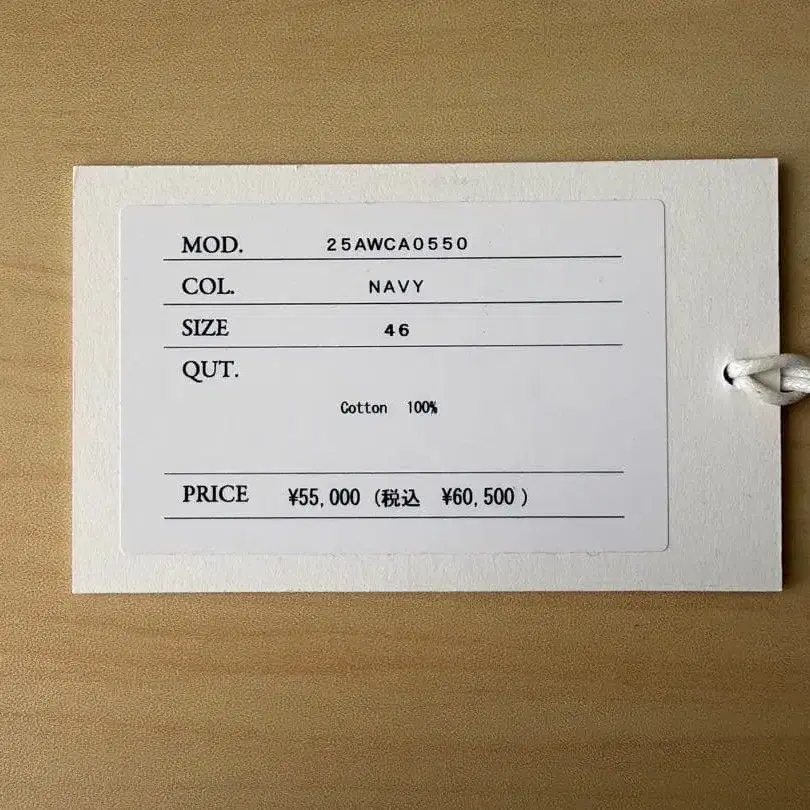 MOD. 25AWCA0550
COL. NAVY
SIZE 46
QUT.
Cotton 100%
PRICE ¥55,000 (税込 ¥60,500)